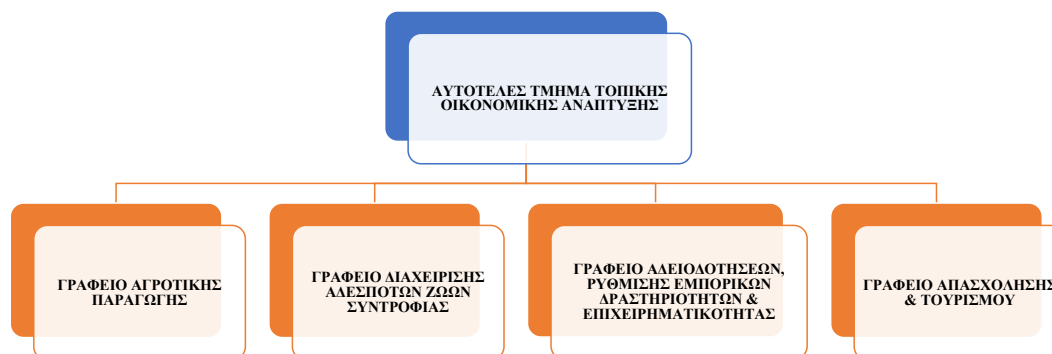 ΑΥΤΟΤΕΛΕΣ ΤΜΗΜΑ ΤΟΠΙΚΗΣ
ΟΙΚΟΝΟΜΙΚΗΣ ΑΝΑΠΤΥΞΗΣ
ΓΡΑΦΕΙΟ ΑΓΡΟΤΙΚΗΣ
ΠΑΡΑΓΩΓΗΣ
ΓΡΑΦΕΙΟ ΔΙΑΧΕΙΡΙΣΗΣ
ΑΔΕΣΠΟΤΩΝ ΖΩΩΝ
ΣΥΝΤΡΟΦΙΑΣ
ΓΡΑΦΕΙΟ ΑΔΕΙΟΔΟΤΗΣΕΩΝ,
ΡΥΘΜΙΣΗΣ ΕΜΠΟΡΙΚΩΝ
ΔΡΑΣΤΗΡΙΟΤΗΤΩΝ &
ΕΠΙΧΕΙΡΗΜΑΤΙΚΟΤΗΤΑΣ
ΓΡΑΦΕΙΟ ΑΠΑΣΧΟΛΗΣΗΣ
& ΤΟΥΡΙΣΜΟΥ